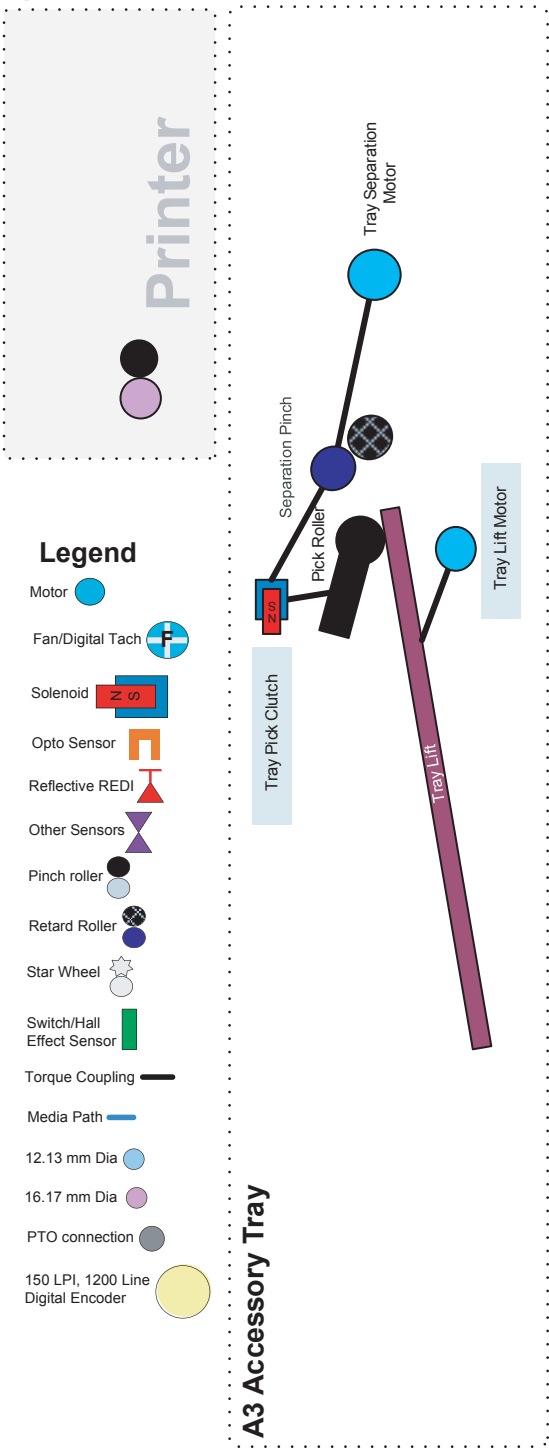 Printer
Tray Separation
Motor
Separation Pinch
Pick Roller
Tray Lift Motor
Tray Pick Clutch
S N
Tray Lift
A3 Accessory Tray
Legend
Motor
Fan/Digital Tach
F
Solenoid
N S
Opto Sensor
Reflective REDI
Other Sensors
Pinch roller
Retard Roller
Star Wheel
Switch/Hall
Effect Sensor
Torque Coupling
Media Path
12.13 mm Dia
16.17 mm Dia
PTO connection
150 LPI, 1200 Line
Digital Encoder